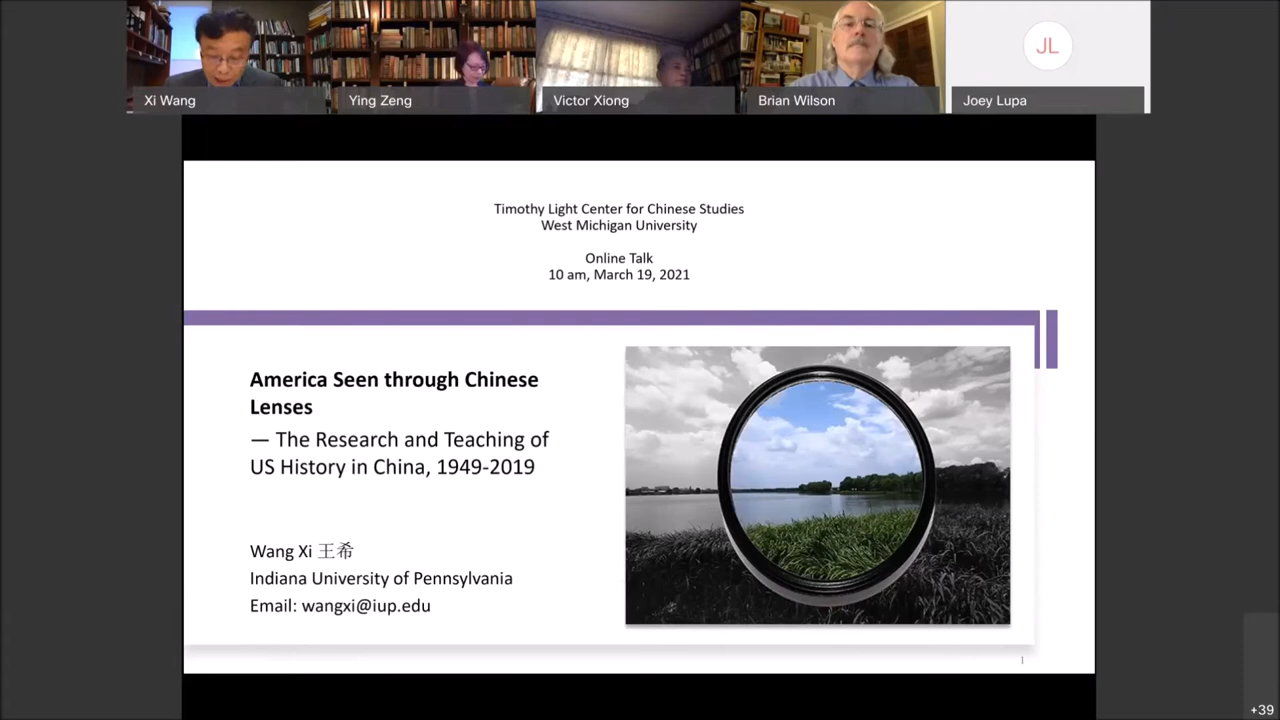 Xi Wang
Ying Zeng
Victor Xiong
Brian Wilson
JL
Joey Lupa
Timothy Light Center for Chinese Studies
West Michigan University
Online Talk
10 am, March 19, 2021
America Seen through Chinese
Lenses
— The Research and Teaching of
US History in China, 1949-2019
Wang Xi 王希
Indiana University of Pennsylvania
Email: wangxi@iup.edu
1
+39